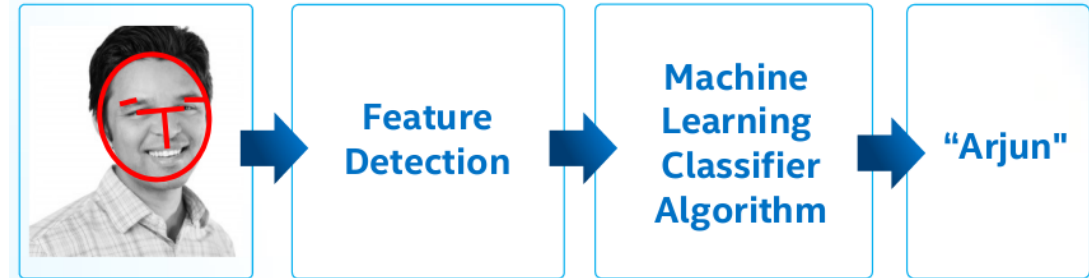 Feature
Detection
Machine
Learning
Classifier
Algorithm
“Arjun"